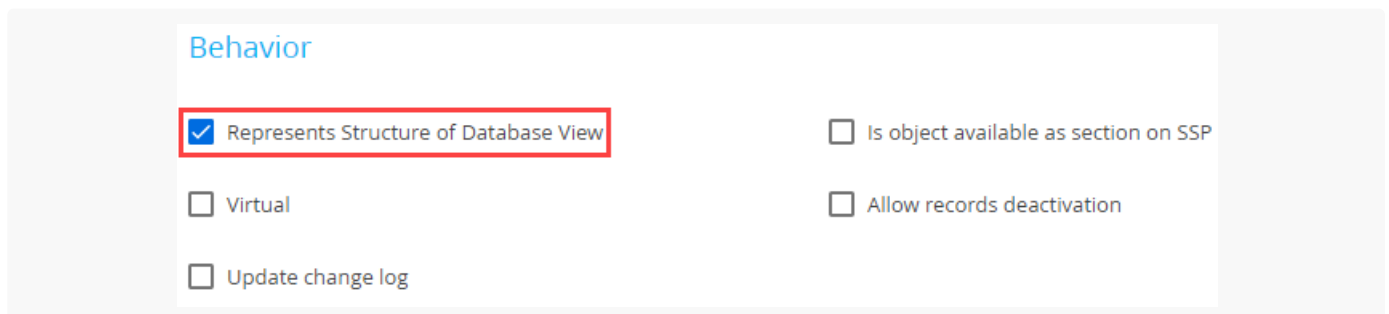 Behavior
Represents Structure of Database View
Is object available as section on SSP
Virtual
Allow records deactivation
Update change log